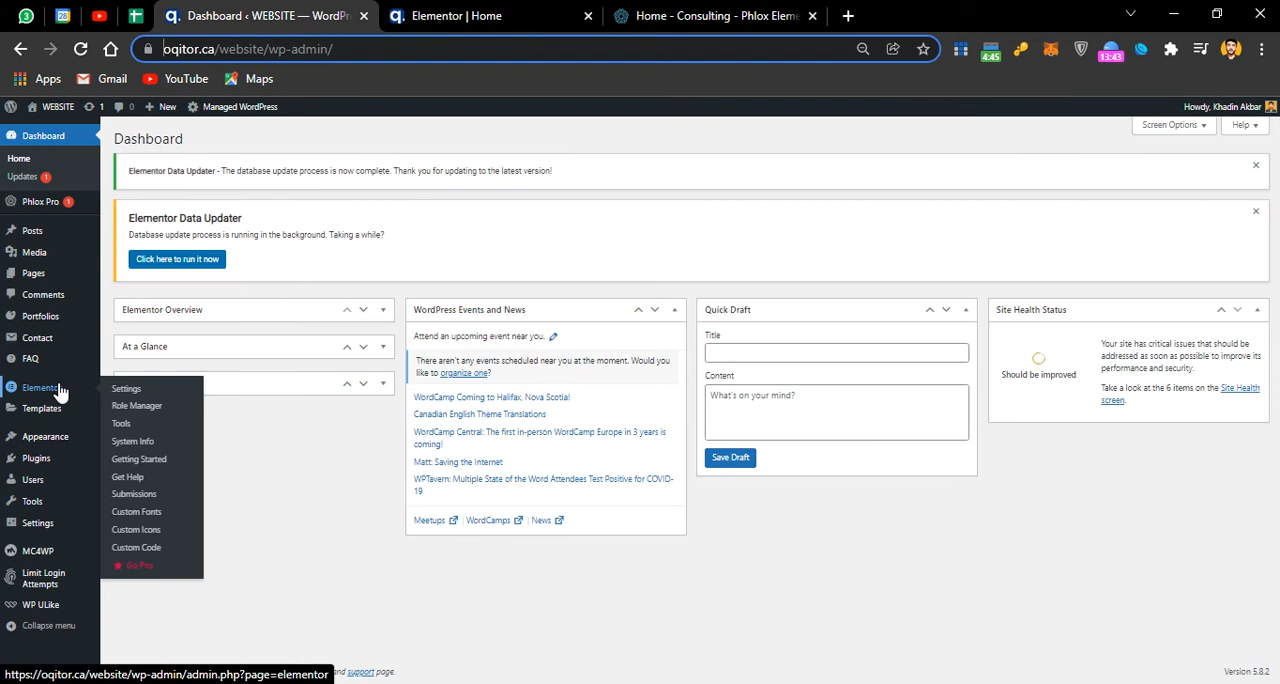 Dashboard ‹ WEBSITE — WordPr
Elementor | Home
Home - Consulting - Phlox Eleme
oqitor.ca/website/wp-admin/
4:45
13:43
Apps
Gmail
YouTube
Maps
WEBSITE
1
0
New
Managed WordPress
Howdy, Khadin Akbar
Dashboard
Home
Updates 1
Phlox Pro 1
Posts
Media
Pages
Comments
Portfolios
Contact
FAQ
Elemento
Templates
Appearance
Plugins
Users
Tools
Settings
MC4WP
Limit Login
Attempts
WP ULike
Collapse menu
Settings
Role Manager
Tools
System Info
Getting Started
Get Help
Submissions
Custom Fonts
Custom Icons
Custom Code
Go Pro
Dashboard
Screen Options
Help
Elementor Data Updater - The database update process is now complete. Thank you for updating to the latest version!
Elementor Data Updater
Database update process is running in the background. Taking a while?
Click here to run it now
Elementor Overview
At a Glance
WordPress Events and News
Attend an upcoming event near you.
There aren't any events scheduled near you at the moment. Would you
like to organize one?
WordCamp Coming to Halifax, Nova Scotia!
Canadian English Theme Translations
WordCamp Central: The first in-person WordCamp Europe in 3 years is
coming!
Matt: Saving the Internet
WPTavern: Multiple State of the Word Attendees Test Positive for COVID-
19
Meetups | WordCamps | News
Quick Draft
Title
Content
What's on your mind?
Save Draft
Site Health Status
Should be improved
Your site has critical issues that should be
addressed as soon as possible to improve its
performance and security.
Take a look at the 6 items on the Site Health
screen.
https://oqitor.ca/website/wp-admin/admin.php?page=elementor
and support page.
Version 5.8.2